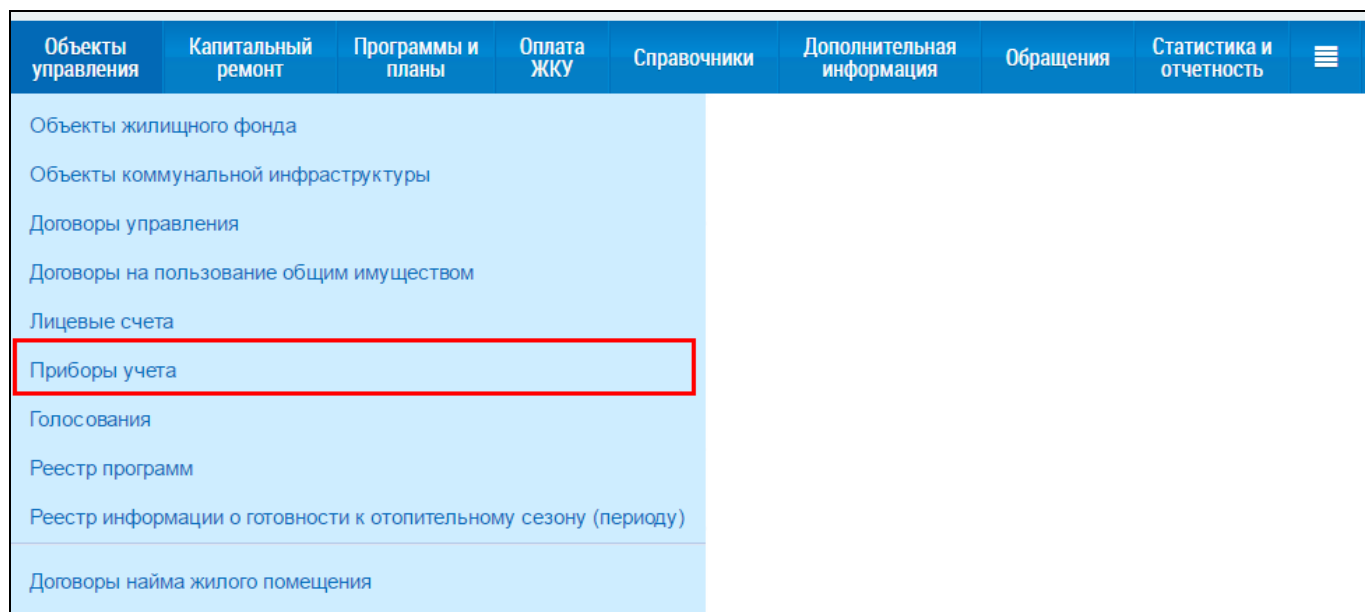 Объекты управления
Капитальный ремонт
Программы и планы
Оплата ЖКУ
Справочники
Дополнительная информация
Обращения
Статистика и отчетность
Объекты жилищного фонда
Объекты коммунальной инфраструктуры
Договоры управления
Договоры на пользование общим имуществом
Лицевые счета
Приборы учета
Голосования
Реестр программ
Реестр информации о готовности к отопительному сезону (периоду)
Договоры найма жилого помещения